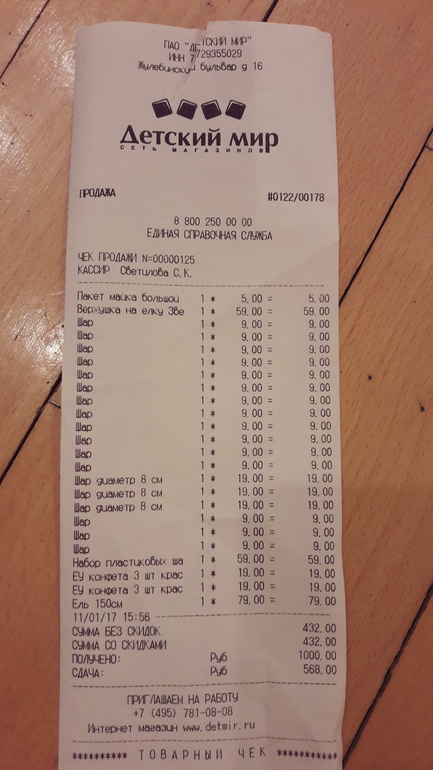 ПАО "ДЕТСКИЙ МИР"
ИНН 7729355029
Жулебинский бульвар д 16
Детский мир
СЕТЬ МАГАЗИНОВ
ПРОДАЖА #0122/00178
8 800 250 00 00
ЕДИНАЯ СПРАВОЧНАЯ СЛУЖБА
ЧЕК ПРОДАЖИ N=00000125
КАССИР Светилова С.К.
Пакет майка большой 1 * 5,00 = 5,00
Верхушка на елку Зве 1 * 59,00 = 59,00
Шар 1 * 9,00 = 9,00
Шар 1 * 9,00 = 9,00
Шар 1 * 9,00 = 9,00
Шар 1 * 9,00 = 9,00
Шар 1 * 9,00 = 9,00
Шар 1 * 9,00 = 9,00
Шар 1 * 9,00 = 9,00
Шар 1 * 9,00 = 9,00
Шар 1 * 9,00 = 9,00
Шар 1 * 9,00 = 9,00
Шар 1 * 9,00 = 9,00
Шар 1 * 9,00 = 9,00
Шар диаметр 8 см 1 * 19,00 = 19,00
Шар диаметр 8 см 1 * 19,00 = 19,00
Шар диаметр 8 см 1 * 19,00 = 19,00
Шар 1 * 9,00 = 9,00
Шар 1 * 9,00 = 9,00
Шар 1 * 9,00 = 9,00
Набор пластиковых ша 1 * 59,00 = 59,00
ЕУ конфета 3 шт крас 1 * 19,00 = 19,00
ЕУ конфета 3 шт крас 1 * 19,00 = 19,00
Ель 150см 1 * 79,00 = 79,00
11/01/17 15:56
СУММА БЕЗ СКИДОК 432,00
СУММА СО СКИДКАМИ 432,00
ПОЛУЧЕНО: Руб 1000,00
СДАЧА: Руб 568,00
ПРИГЛАШАЕМ НА РАБОТУ
+7 (495) 781-08-08
Интернет магазин www.detmir.ru
********** ТОВАРНЫЙ ЧЕК **********